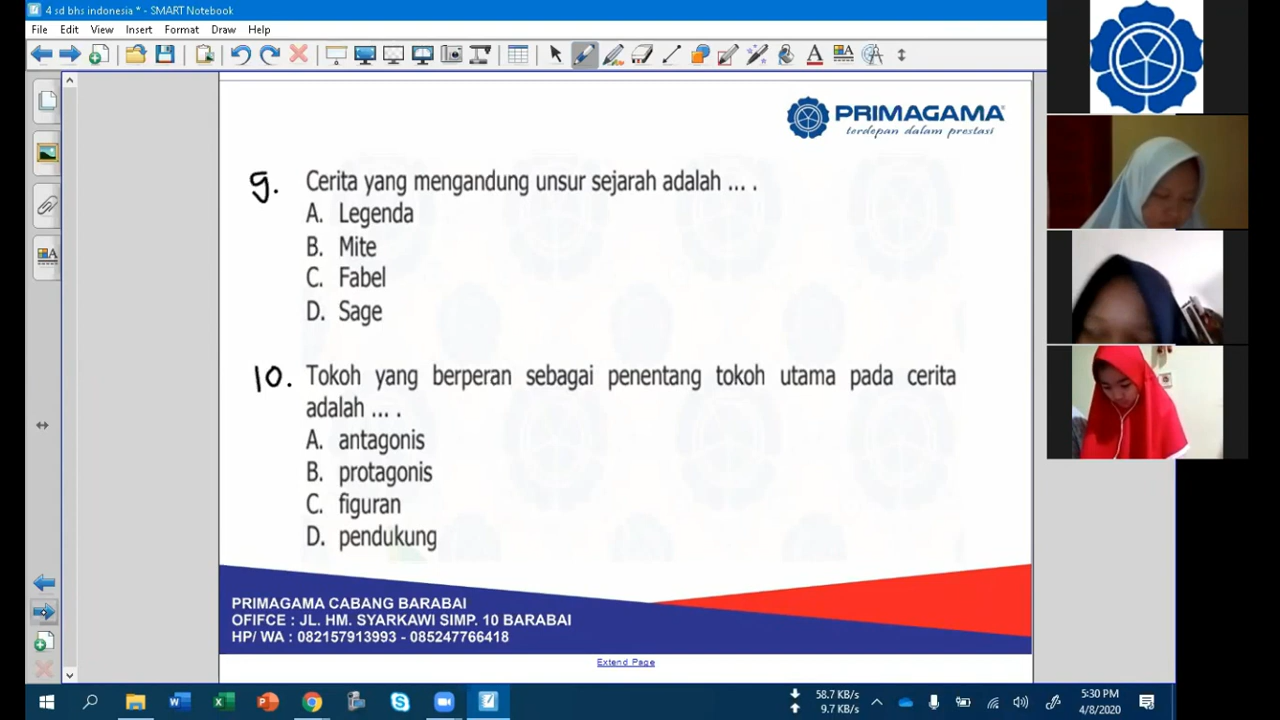 4 sd bhs indonesia * - SMART Notebook
File Edit View Insert Format Draw Help
PRIMAGAMA
terdepan dalam prestasi
9. Cerita yang mengandung unsur sejarah adalah ... .
A. Legenda
B. Mite
C. Fabel
D. Sage
10. Tokoh yang berperan sebagai penentang tokoh utama pada cerita
adalah ... .
A. antagonis
B. protagonis
C. figuran
D. pendukung
PRIMAGAMA CABANG BARABAI
OFIFCE : JL. HM. SYARKAWI SIMP. 10 BARABAI
HP/ WA : 082157913993 - 085247766418
Extend Page
58.7 KB/s
9.7 KB/s
5:30 PM
4/8/2020